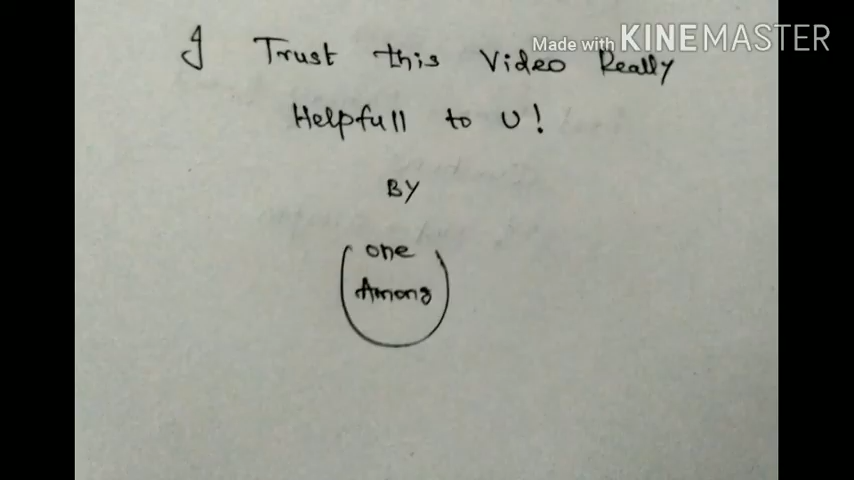 Made with KINEMASTER
I Trust this Video Really
Helpfull to U!
BY
one
Among